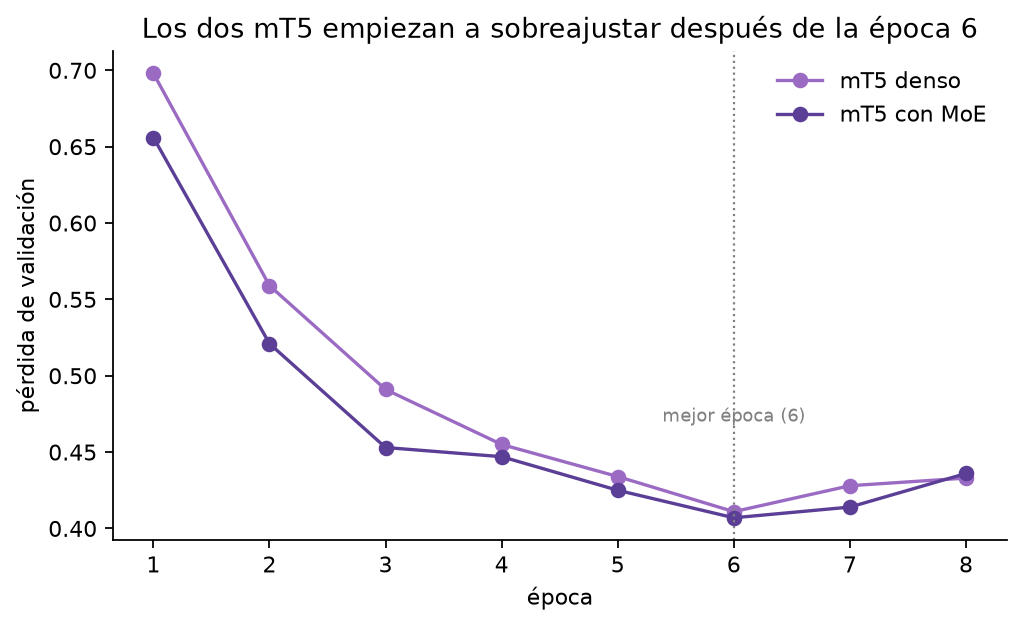 Los dos mT5 empiezan a sobreajustar después de la época 6
mT5 denso
mT5 con MoE
pérdida de validación
0.70
0.65
0.60
0.55
0.50
0.45
0.40
mejor época (6)
1 2 3 4 5 6 7 8
época